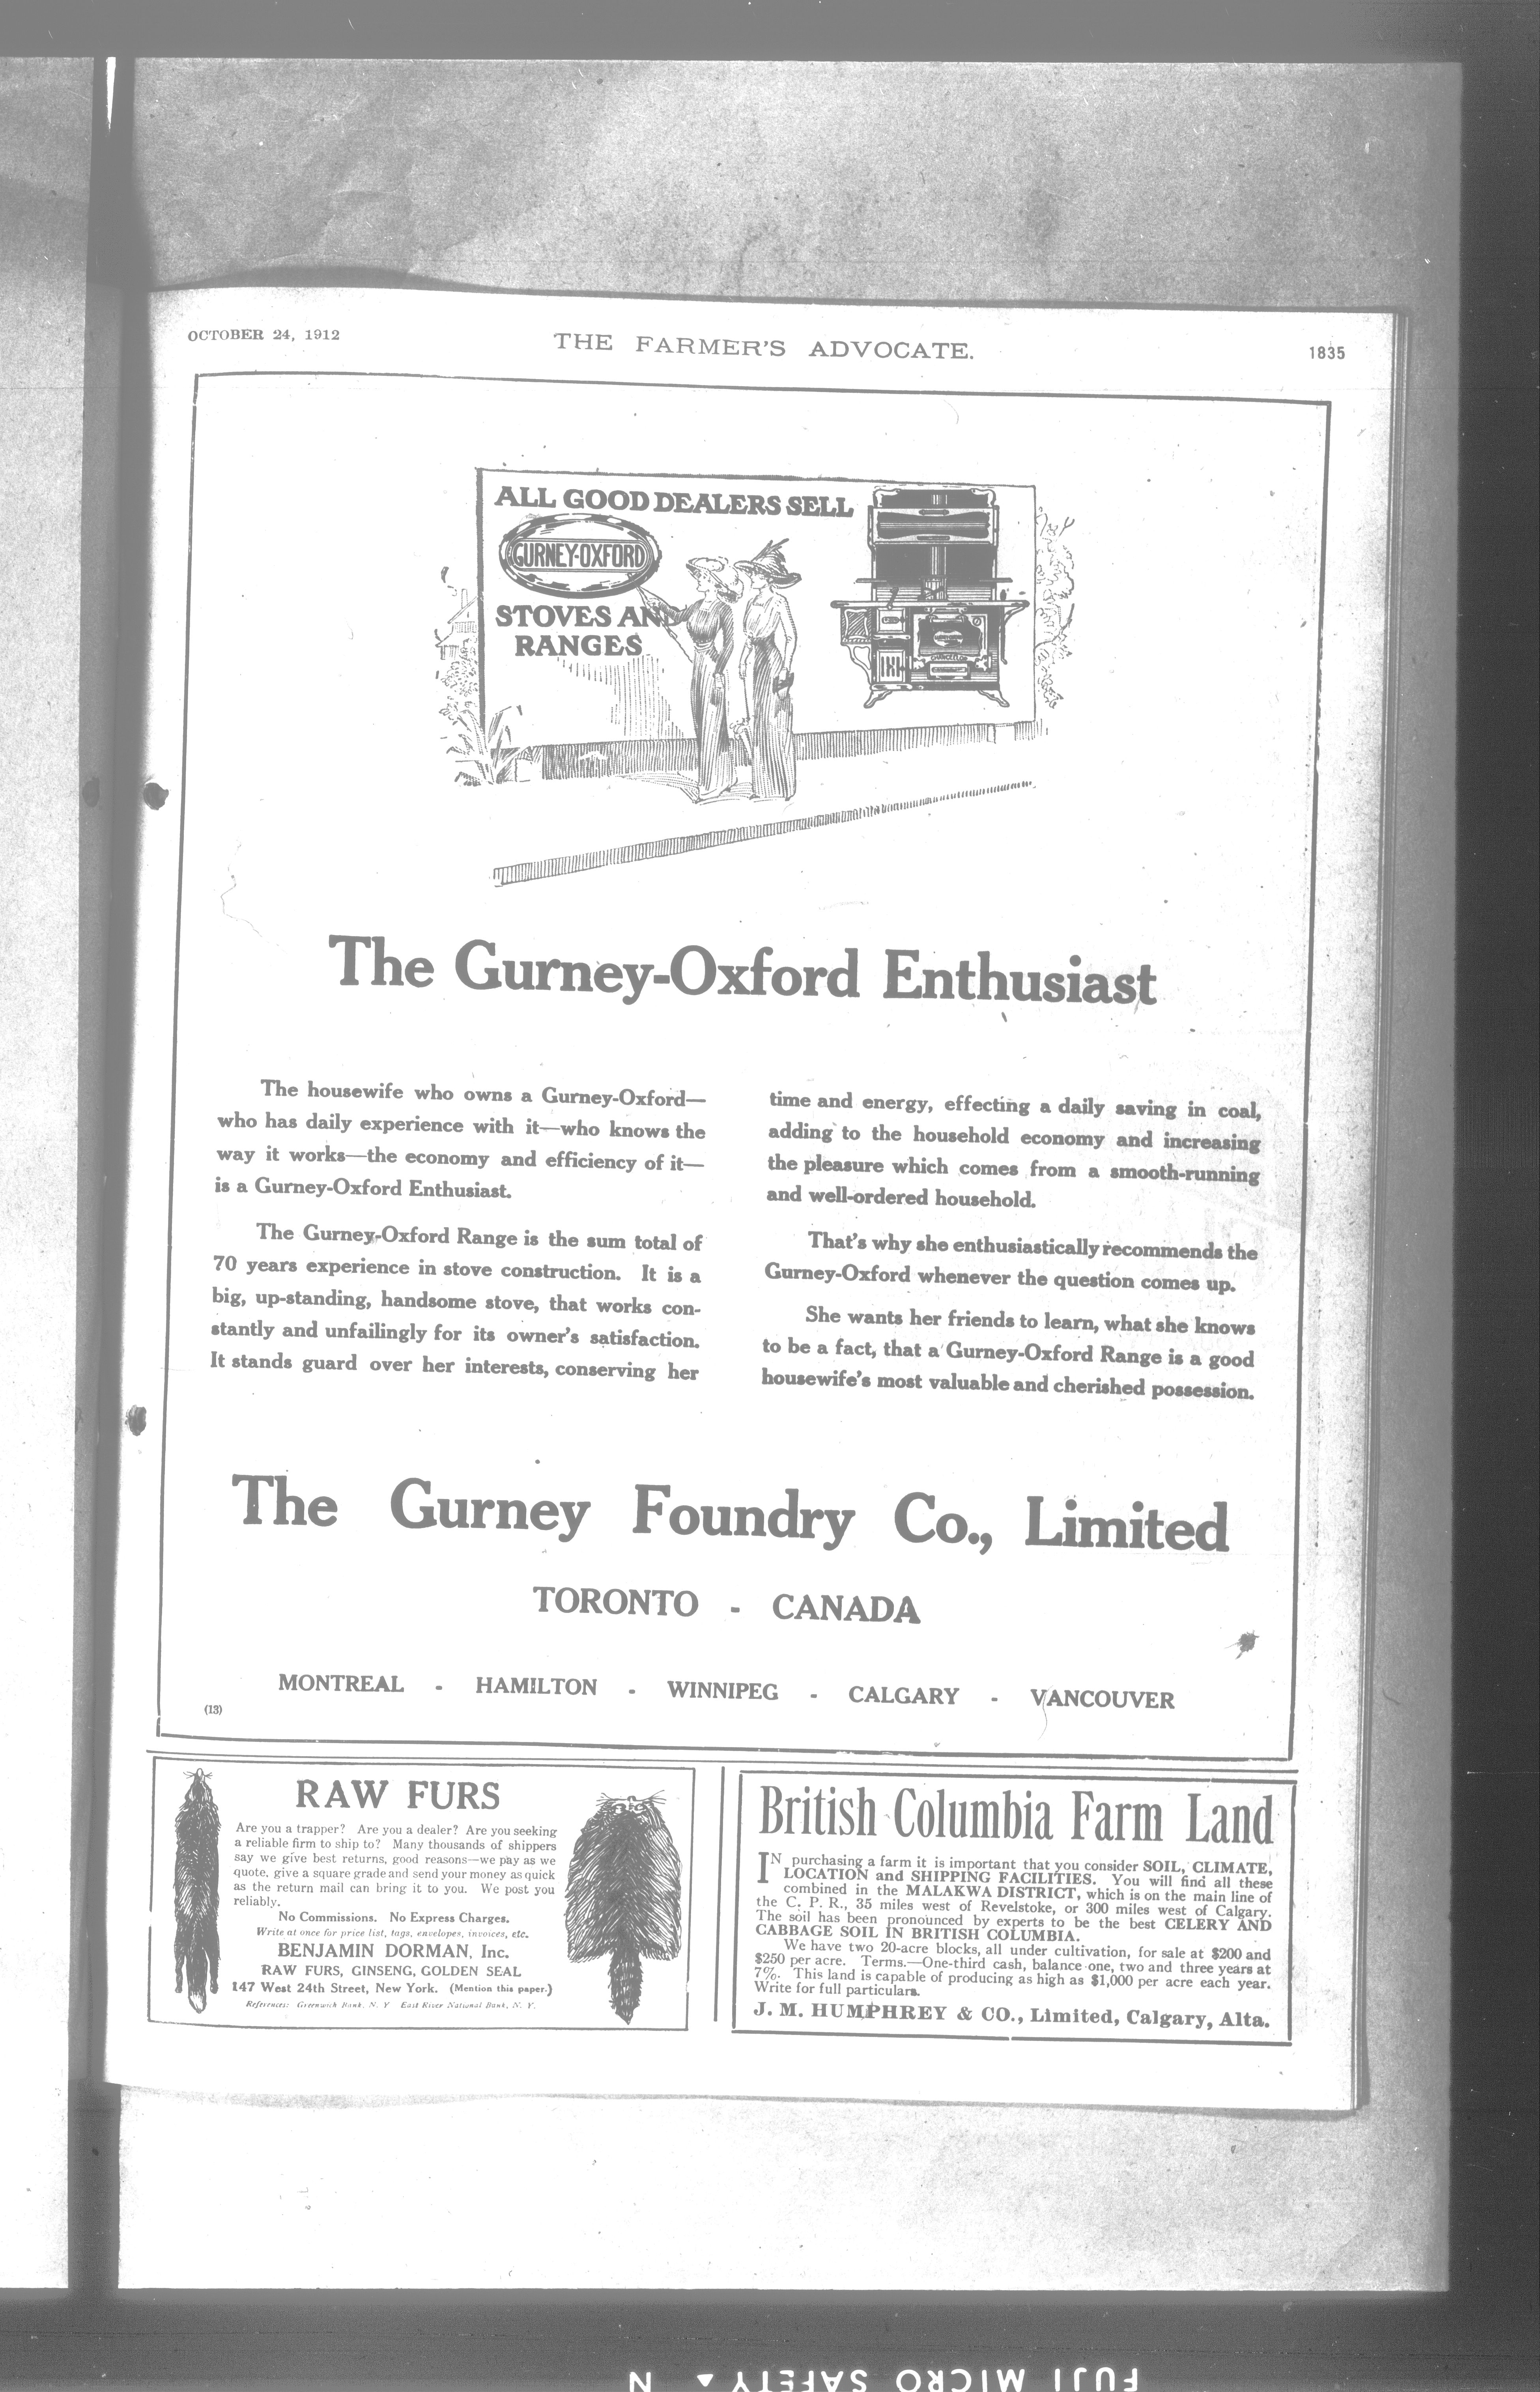 OCTOBER 24, 1912
THE FARMER'S ADVOCATE.
1835
ALL GOOD DEALERS SELL
GURNEY-OXFORD
STOVES AND
RANGES
The Gurney-Oxford Enthusiast
The housewife who owns a Gurney-Oxford—
who has daily experience with it—who knows the
way it works—the economy and efficiency of it—
is a Gurney-Oxford Enthusiast.
The Gurney-Oxford Range is the sum total of
70 years experience in stove construction. It is a
big, up-standing, handsome stove, that works con-
stantly and unfailingly for its owner's satisfaction.
It stands guard over her interests, conserving her
time and energy, effecting a daily saving in coal,
adding to the household economy and increasing
the pleasure which comes from a smooth-running
and well-ordered household.
That's why she enthusiastically recommends the
Gurney-Oxford whenever the question comes up.
She wants her friends to learn, what she knows
to be a fact, that a Gurney-Oxford Range is a good
housewife's most valuable and cherished possession.
The Gurney Foundry Co., Limited
TORONTO - CANADA
MONTREAL - HAMILTON - WINNIPEG - CALGARY - VANCOUVER
(13)
RAW FURS
Are you a trapper? Are you a dealer? Are you seeking
a reliable firm to ship to? Many thousands of shippers
say we give best returns, good reasons—we pay as we
quote. give a square grade and send your money as quick
as the return mail can bring it to you. We post you
reliably.
No Commissions. No Express Charges.
Write at once for price list, tags, envelopes, invoices, etc.
BENJAMIN DORMAN, Inc.
RAW FURS, GINSENG, GOLDEN SEAL
147 West 24th Street, New York. (Mention this paper.)
References: Greenwich Bank, N. Y. East River National Bank, N. Y.
British Columbia Farm Land
IN purchasing a farm it is important that you consider SOIL, CLIMATE,
LOCATION and SHIPPING FACILITIES. You will find all these
combined in the MALAKWA DISTRICT, which is on the main line of
the C. P. R., 35 miles west of Revelstoke, or 300 miles west of Calgary.
The soil has been pronounced by experts to be the best CELERY AND
CABBAGE SOIL IN BRITISH COLUMBIA.
We have two 20-acre blocks, all under cultivation, for sale at $200 and
$250 per acre. Terms.—One-third cash, balance one, two and three years at
7%. This land is capable of producing as high as $1,000 per acre each year.
Write for full particulars.
J. M. HUMPHREY & CO., Limited, Calgary, Alta.
FUJI MICRO SAFETY ▲ N